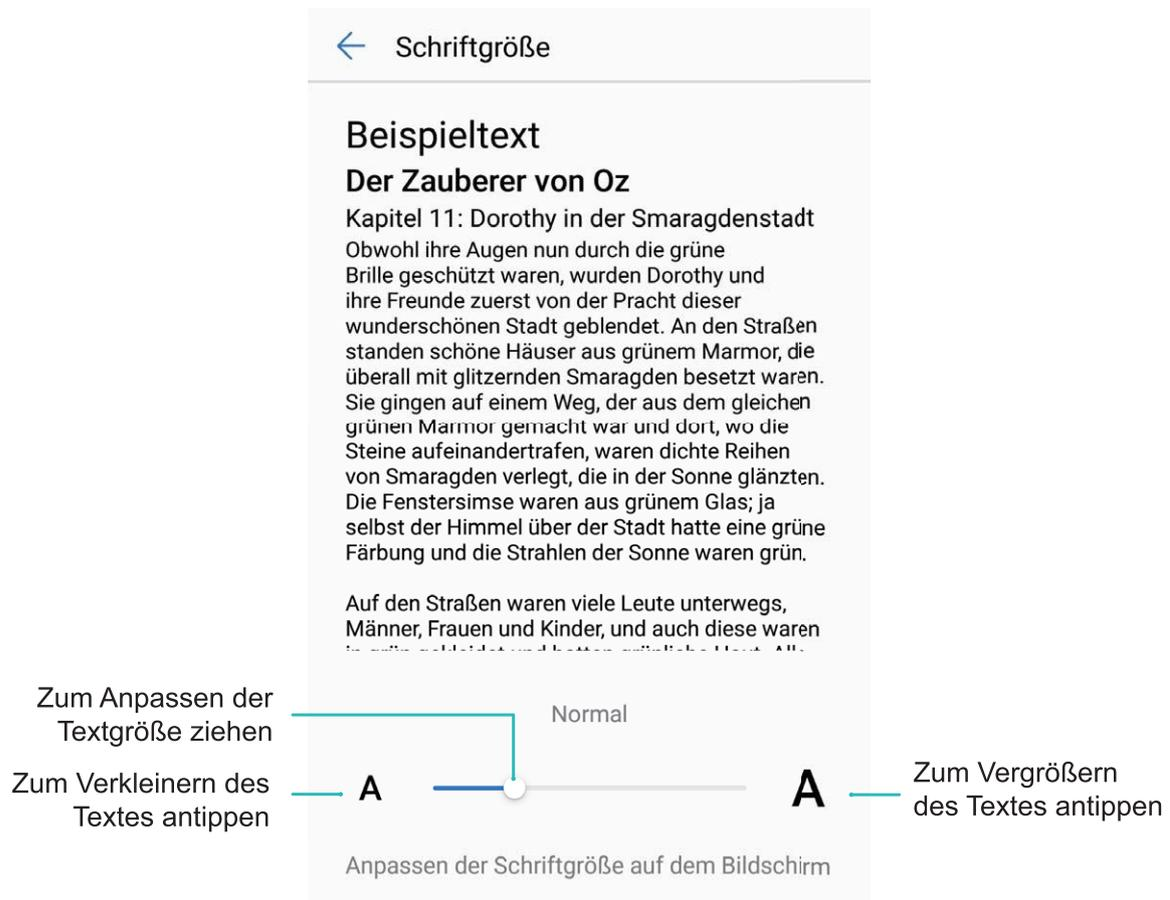 Schriftgröße
Beispieltext
Der Zauberer von Oz
Kapitel 11: Dorothy in der Smaragdenstadt
Obwohl ihre Augen nun durch die grüne
Brille geschützt waren, wurden Dorothy und
ihre Freunde zuerst von der Pracht dieser
wunderschönen Stadt geblendet. An den Straßen
standen schöne Häuser aus grünem Marmor, die
überall mit glitzernden Smaragden besetzt waren.
Sie gingen auf einem Weg, der aus dem gleichen
grünen Marmor gemacht war und dort, wo die
Steine aufeinandertrafen, waren dichte Reihen
von Smaragden verlegt, die in der Sonne glänzten.
Die Fenstersimse waren aus grünem Glas; ja
selbst der Himmel über der Stadt hatte eine grüne
Färbung und die Strahlen der Sonne waren grün.
Auf den Straßen waren viele Leute unterwegs,
Männer, Frauen und Kinder, und auch diese waren
Zum Anpassen der
Textgröße ziehen
Normal
Zum Verkleinern des
Textes antippen
A
A
Zum Vergrößern
des Textes antippen
Anpassen der Schriftgröße auf dem Bildschirm